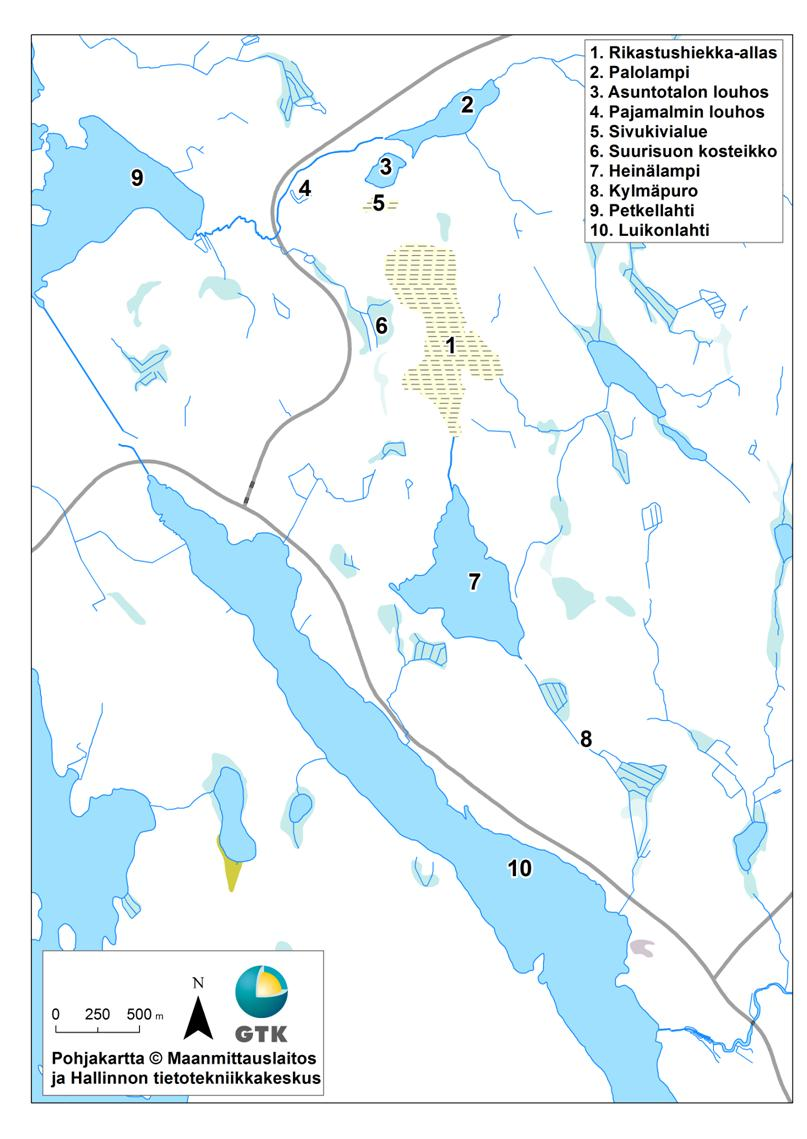 1. Rikastushiekka-allas
2. Palolampi
3. Asuntotalon louhos
4. Pajamalmin louhos
5. Sivukivialue
6. Suurisuon kosteikko
7. Heinälampi
8. Kylmäpuro
9. Petkellahti
10. Luikonlahti
2
3
9
4
5
6
1
7
8
10
N
0 250 500 m
GTK
Pohjakartta © Maanmittauslaitos
ja Hallinnon tietotekniikkakeskus